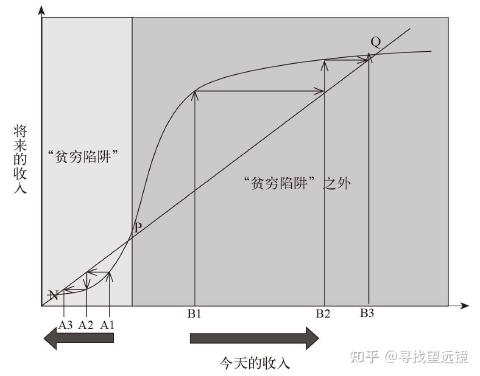 Q
将来的收入
“贫穷陷阱”
“贫穷陷阱”之外
P
N
A3 A2 A1 B1 B2 B3
今天的收入
知乎 @寻找望远镜